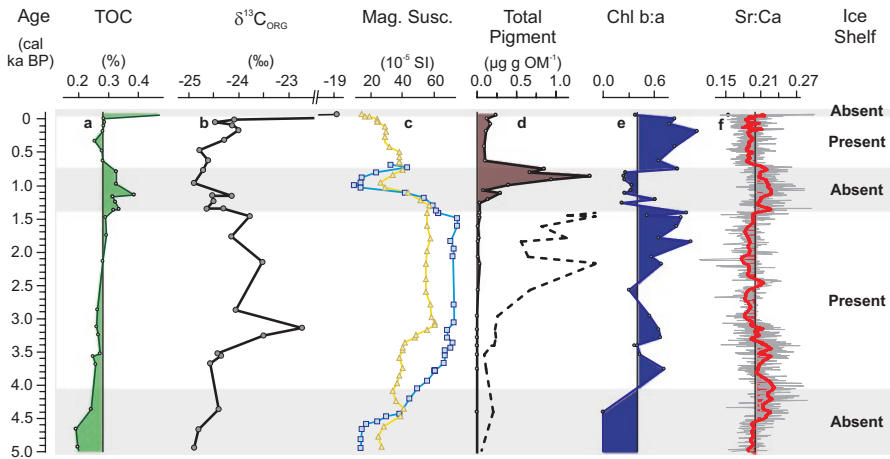 Age TOC δ¹³C_ORG Mag. Susc. Total Chl b:a Sr:Ca Ice
Pigment Shelf
(cal
ka BP) (%) (‰) (10⁻⁵ SI) (μg g OM⁻¹)
0.2 0.4 -25 -24 -23 -19 20 40 60 0.0 0.5 1.0 0.0 0.6 0.15 0.21 0.27
0 Absent
a b c d e f
Present
0.5
Absent
1.0
1.5
2.0
2.5
Present
3.0
3.5
4.0
4.5 Absent
5.0